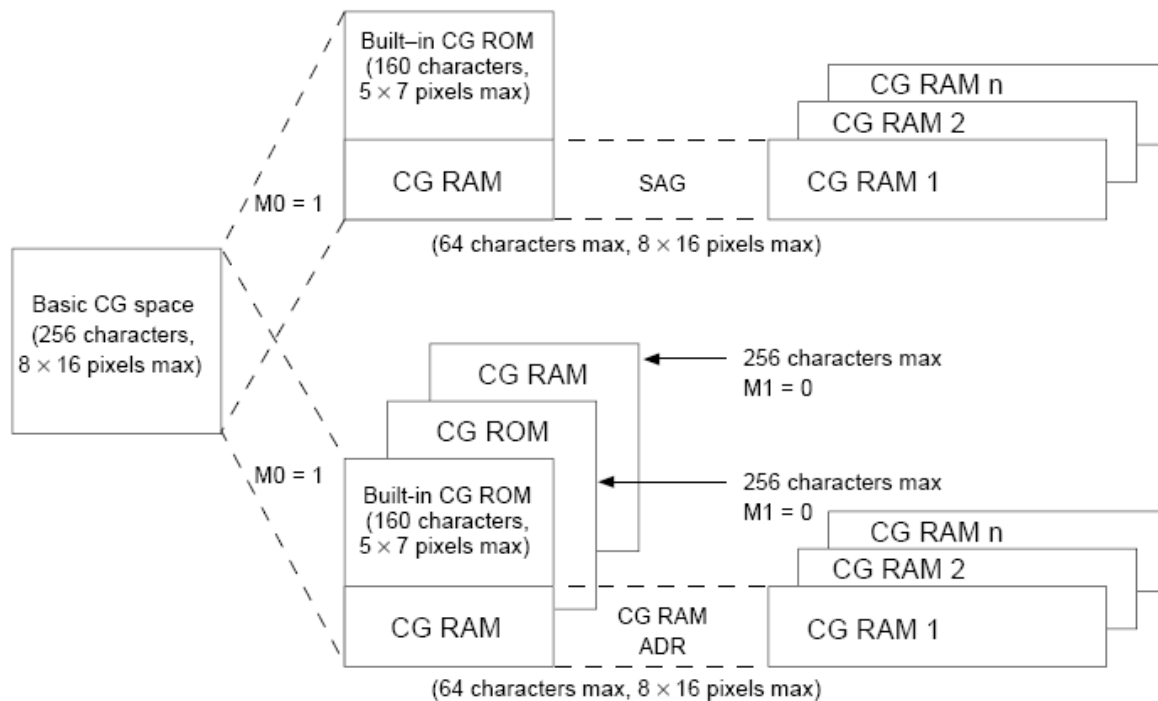 Built–in CG ROM
(160 characters,
5 × 7 pixels max)
CG RAM n
CG RAM 2
CG RAM
SAG
CG RAM 1
M0 = 1
(64 characters max, 8 × 16 pixels max)
Basic CG space
(256 characters,
8 × 16 pixels max)
CG RAM
256 characters max
M1 = 0
CG ROM
M0 = 1
256 characters max
M1 = 0
Built-in CG ROM
(160 characters,
5 × 7 pixels max)
CG RAM n
CG RAM 2
CG RAM
CG RAM
ADR
CG RAM 1
(64 characters max, 8 × 16 pixels max)